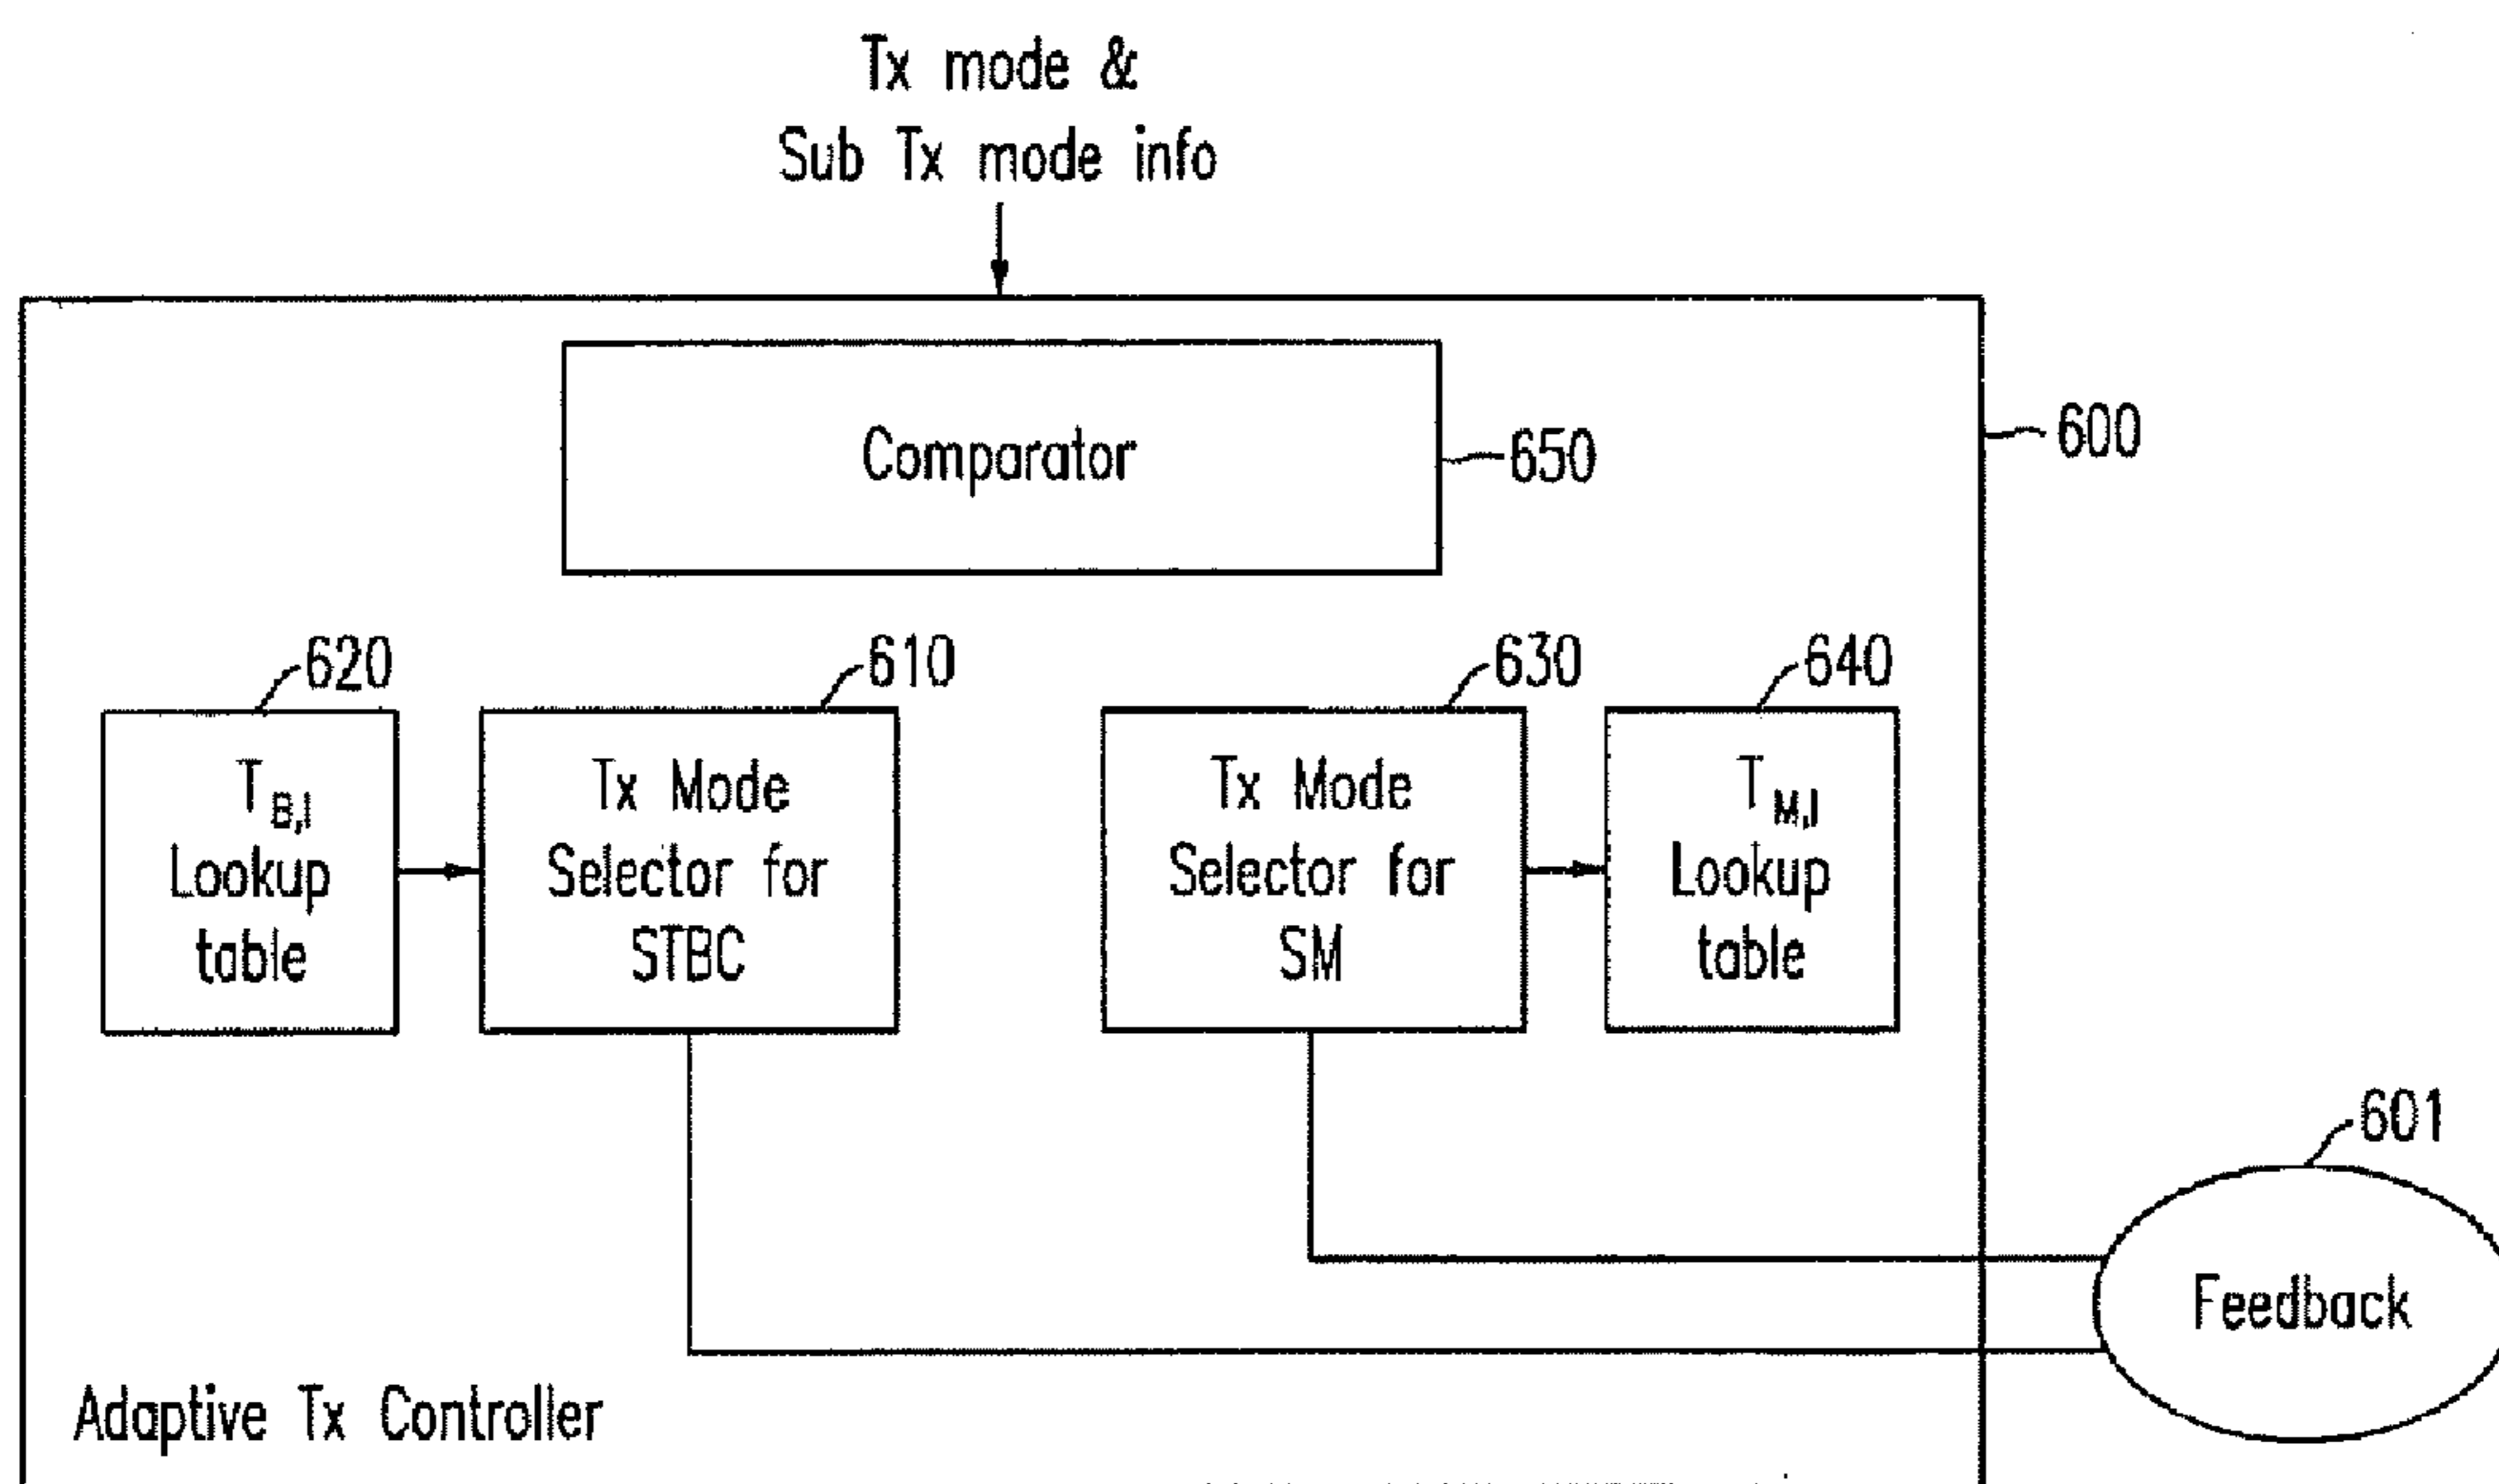 Tx mode &
Sub Tx mode info
Comparator
650
600
620
610
630
640
T B,I
Lookup
table
Tx Mode
Selector for
STBC
Tx Mode
Selector for
SM
T M,I
Lookup
table
601
Feedback
Adaptive Tx Controller